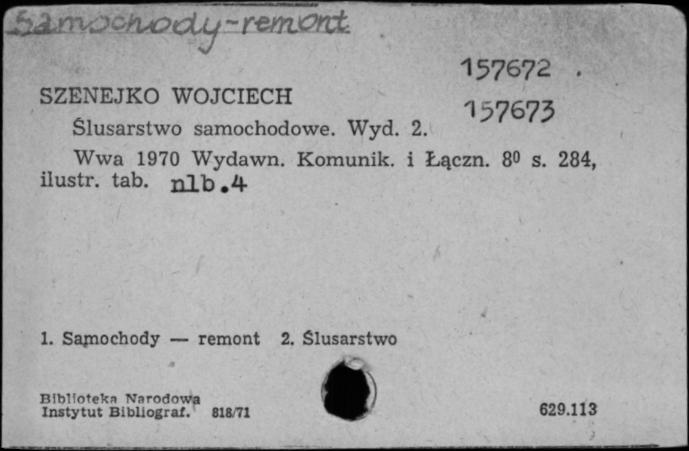 Samochody-remont
157672
SZENEJKO WOJCIECH
157673
Ślusarstwo samochodowe. Wyd. 2.
Wwa 1970 Wydawn. Komunik. i Łączn. 8⁰ s. 284,
ilustr. tab. nlb.4
1. Samochody — remont 2. Ślusarstwo
Biblioteka Narodowa
Instytut Bibliograf. 818/71
629.113